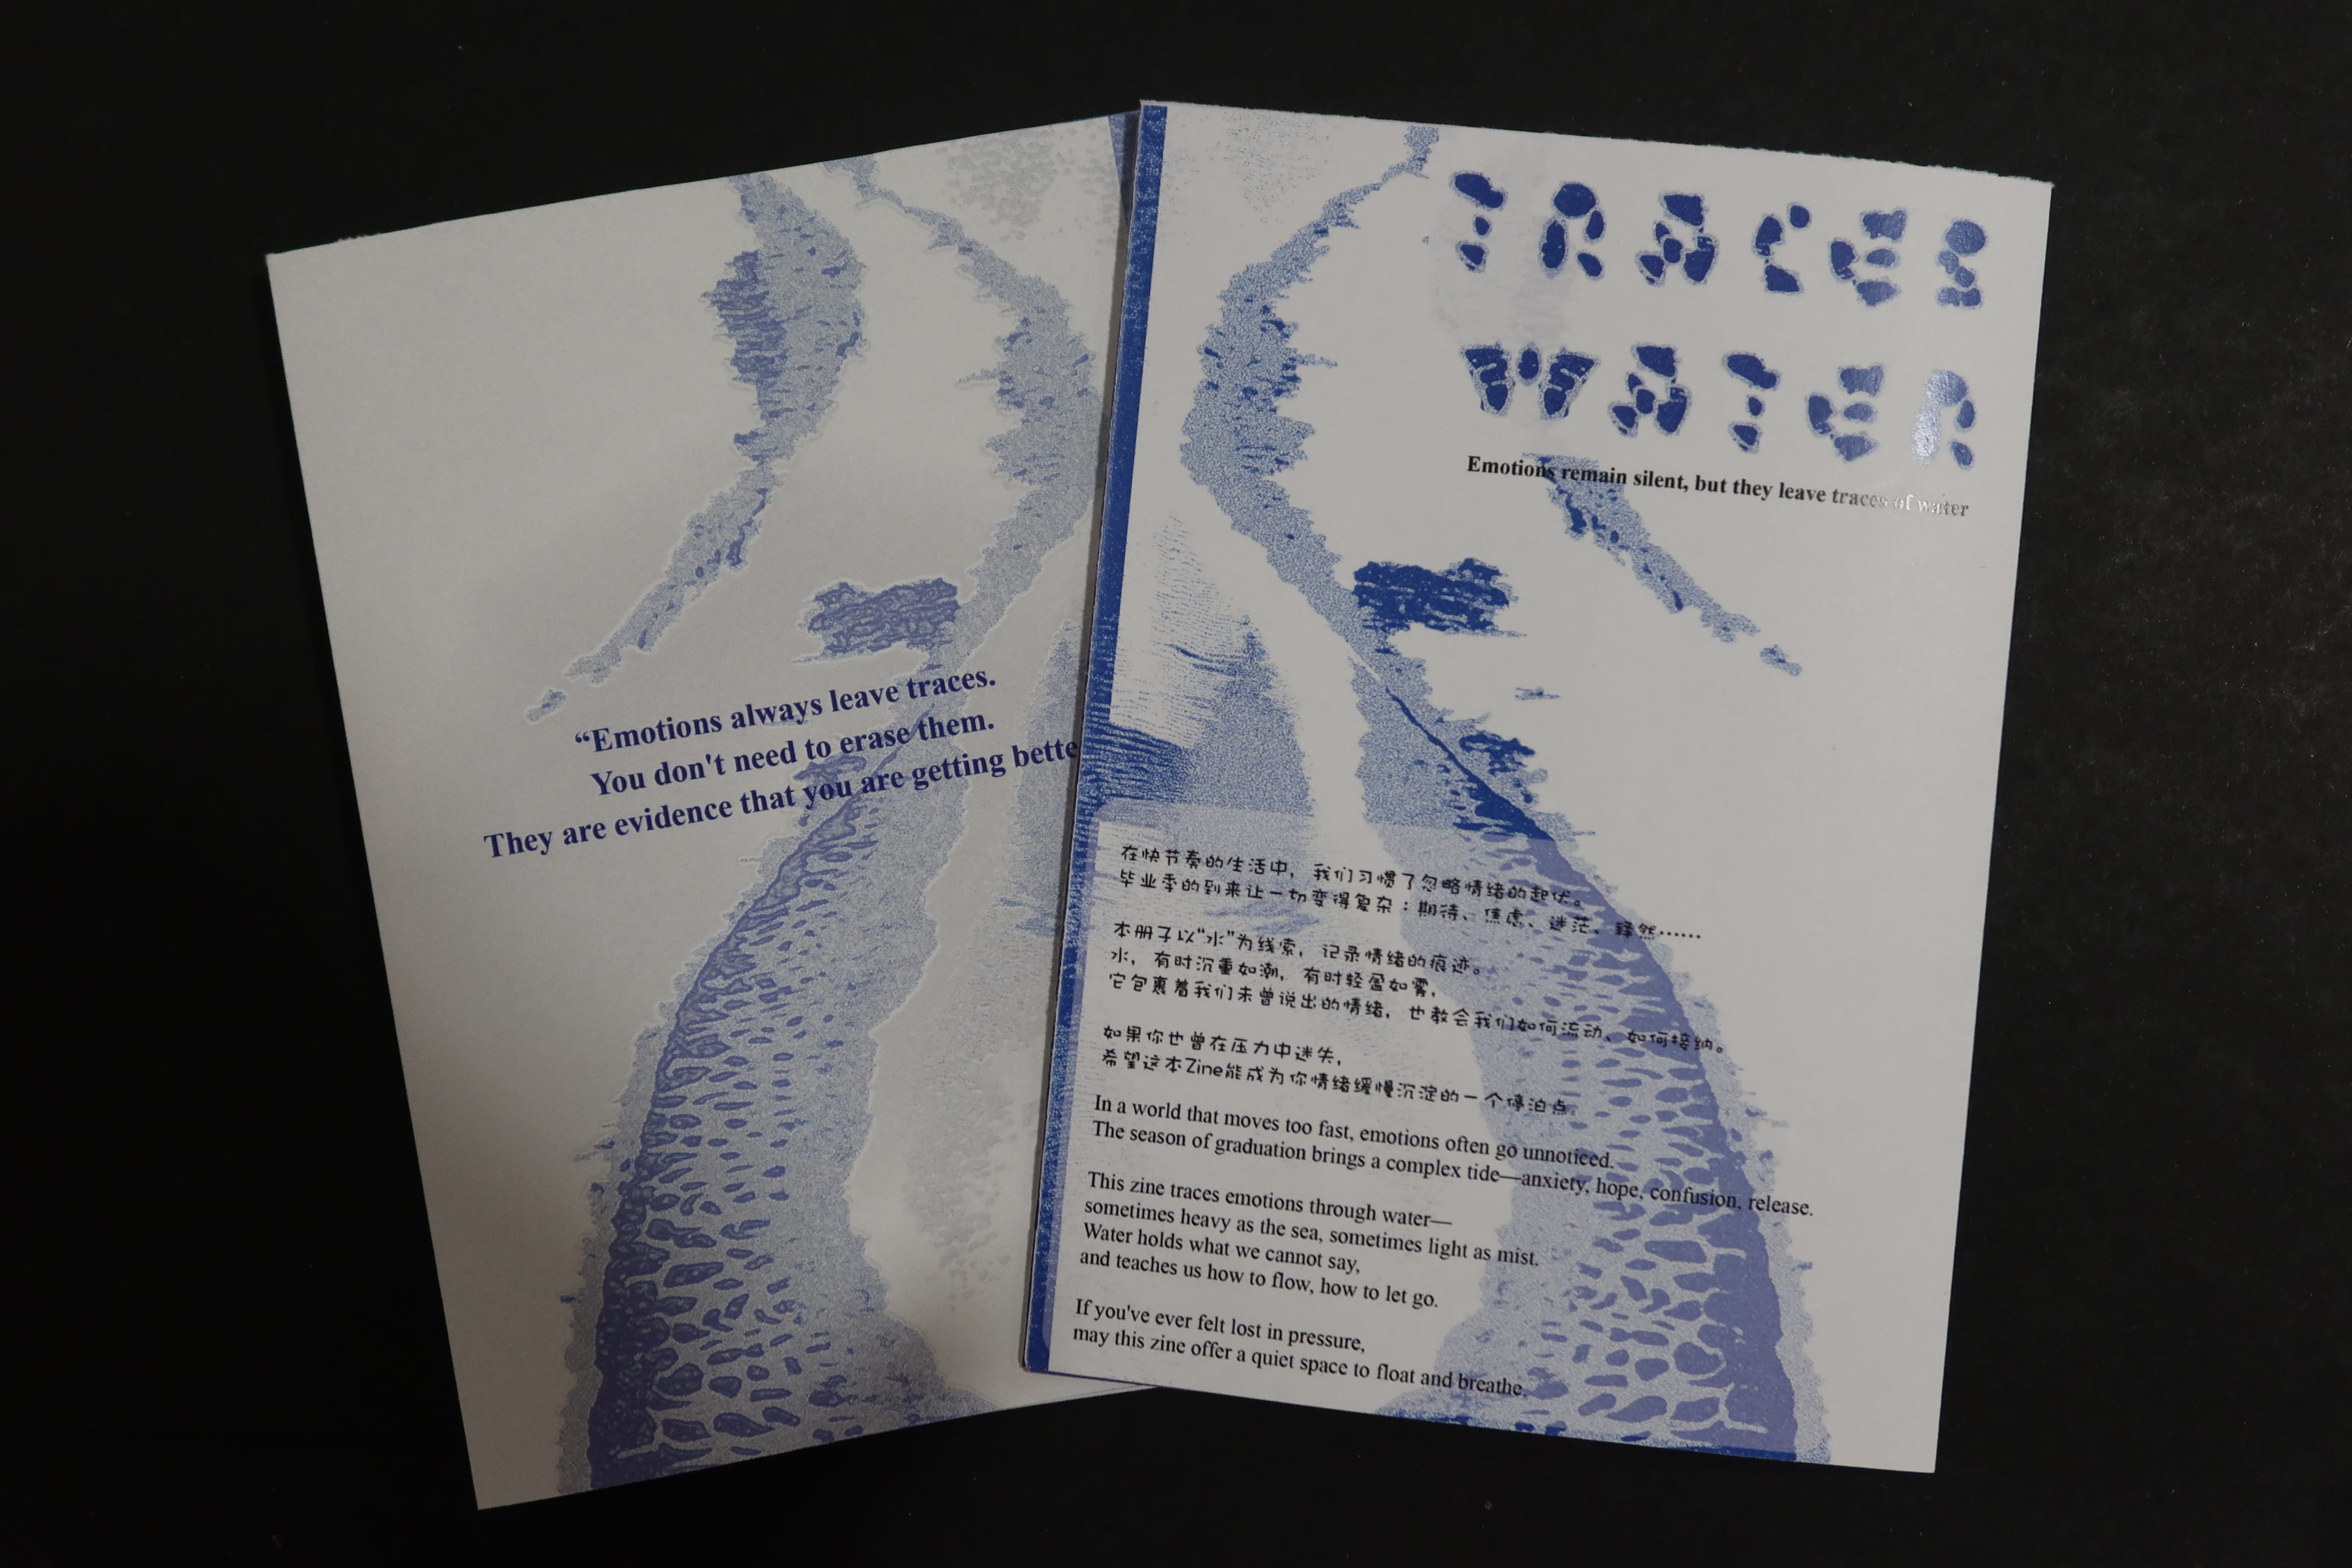 “Emotions always leave traces.
You don't need to erase them.
They are evidence that you are getting bette
TRACES
WATER
Emotions remain silent, but they leave traces of water
在快节奏的生活中，我们习惯了忽略情绪的起伏。
毕业季的到来让一切变得复杂：期待、焦虑、迷茫、释然……
本册子以“水”为线索，记录情绪的痕迹。
水，有时沉重如潮，有时轻盈如雾，
它包裹着我们未曾说出的情绪，也教会我们如何流动、如何接纳。
如果你也曾在压力中迷失，
希望这本Zine能成为你情绪缓慢沉淀的一个停泊点。
In a world that moves too fast, emotions often go unnoticed.
The season of graduation brings a complex tide—anxiety, hope, confusion, release.
This zine traces emotions through water—
sometimes heavy as the sea, sometimes light as mist.
Water holds what we cannot say,
and teaches us how to flow, how to let go.
If you've ever felt lost in pressure,
may this zine offer a quiet space to float and breathe.